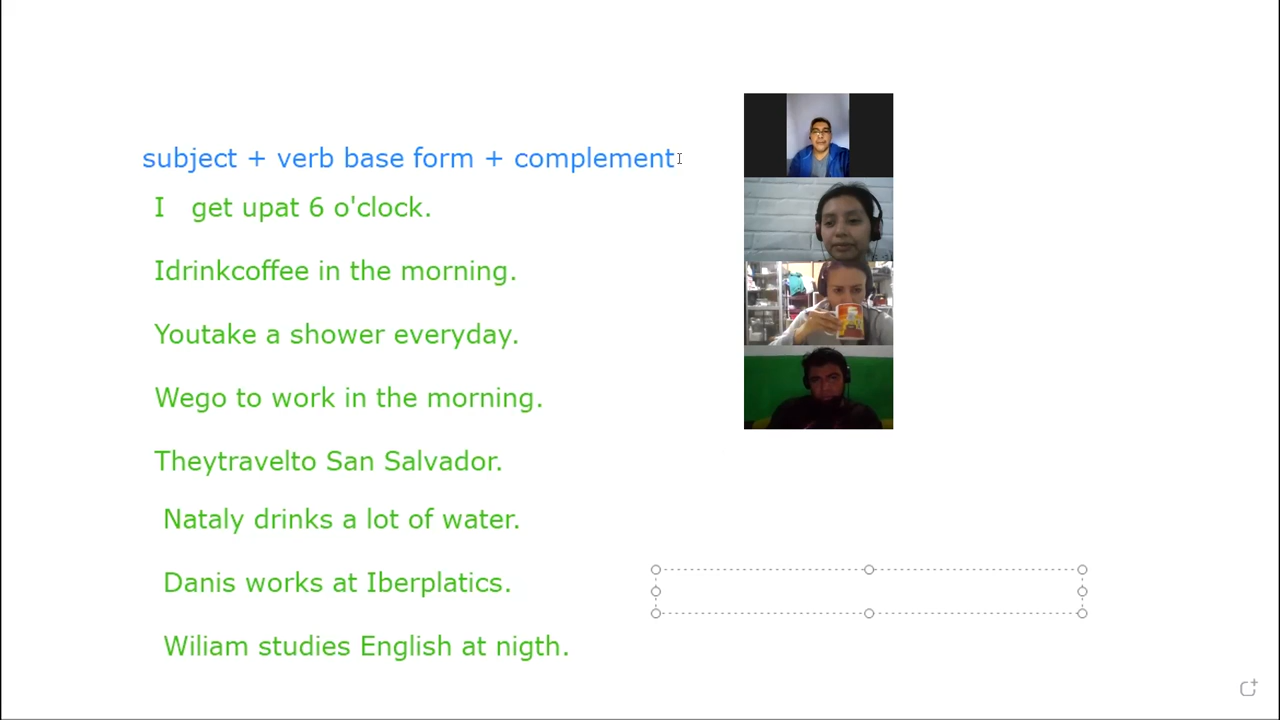 subject + verb base form + complement
I get upat 6 o'clock.
Idrinkcoffee in the morning.
Youtake a shower everyday.
Wego to work in the morning.
Theytravelto San Salvador.
Nataly drinks a lot of water.
Danis works at Iberplatics.
Wiliam studies English at nigth.